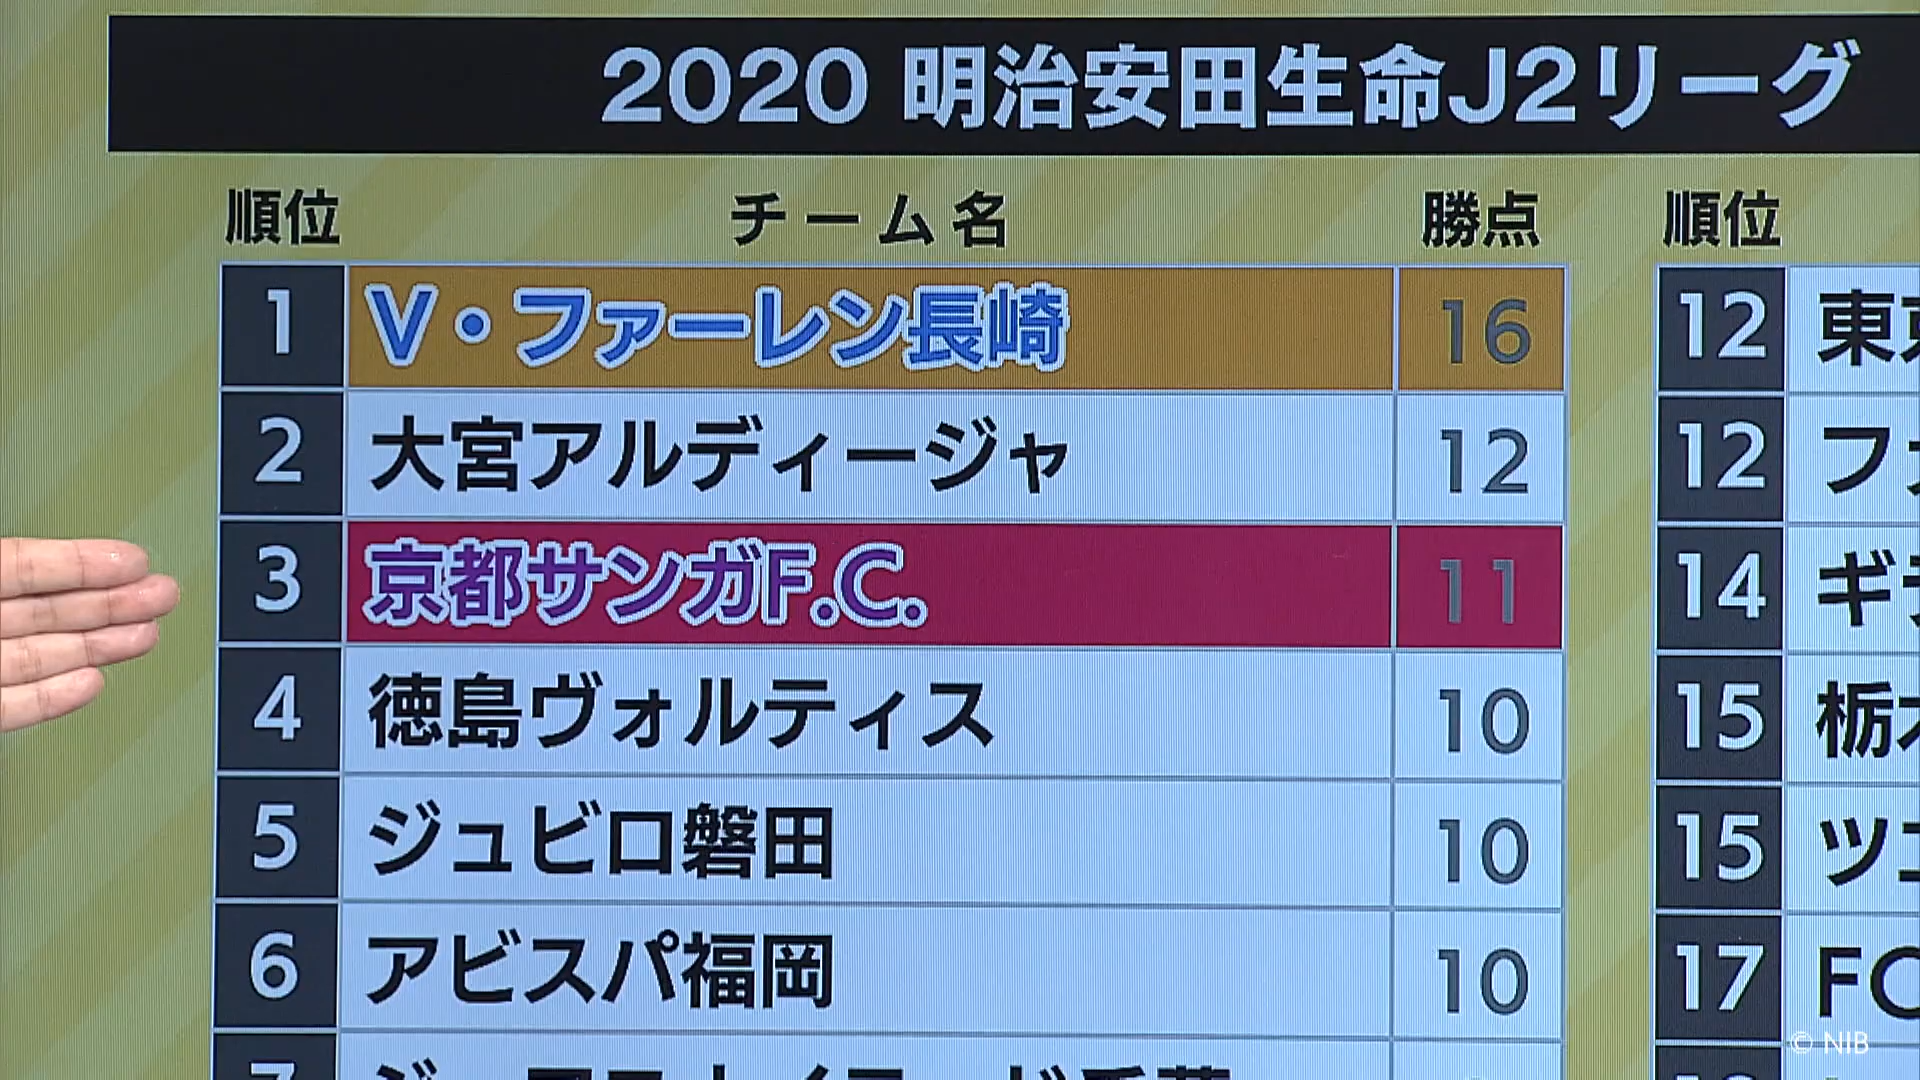 2020 明治安田生命J2リーグ
順位 チーム名 勝点 順位
1 V・ファーレン長崎 16 12 東京
2 大宮アルディージャ 12 12 フ
3 京都サンガF.C. 11 14 ギ
4 徳島ヴォルティス 10 15 栃木
5 ジュビロ磐田 10 15 ツ
6 アビスパ福岡 10 17 FC
© NIB